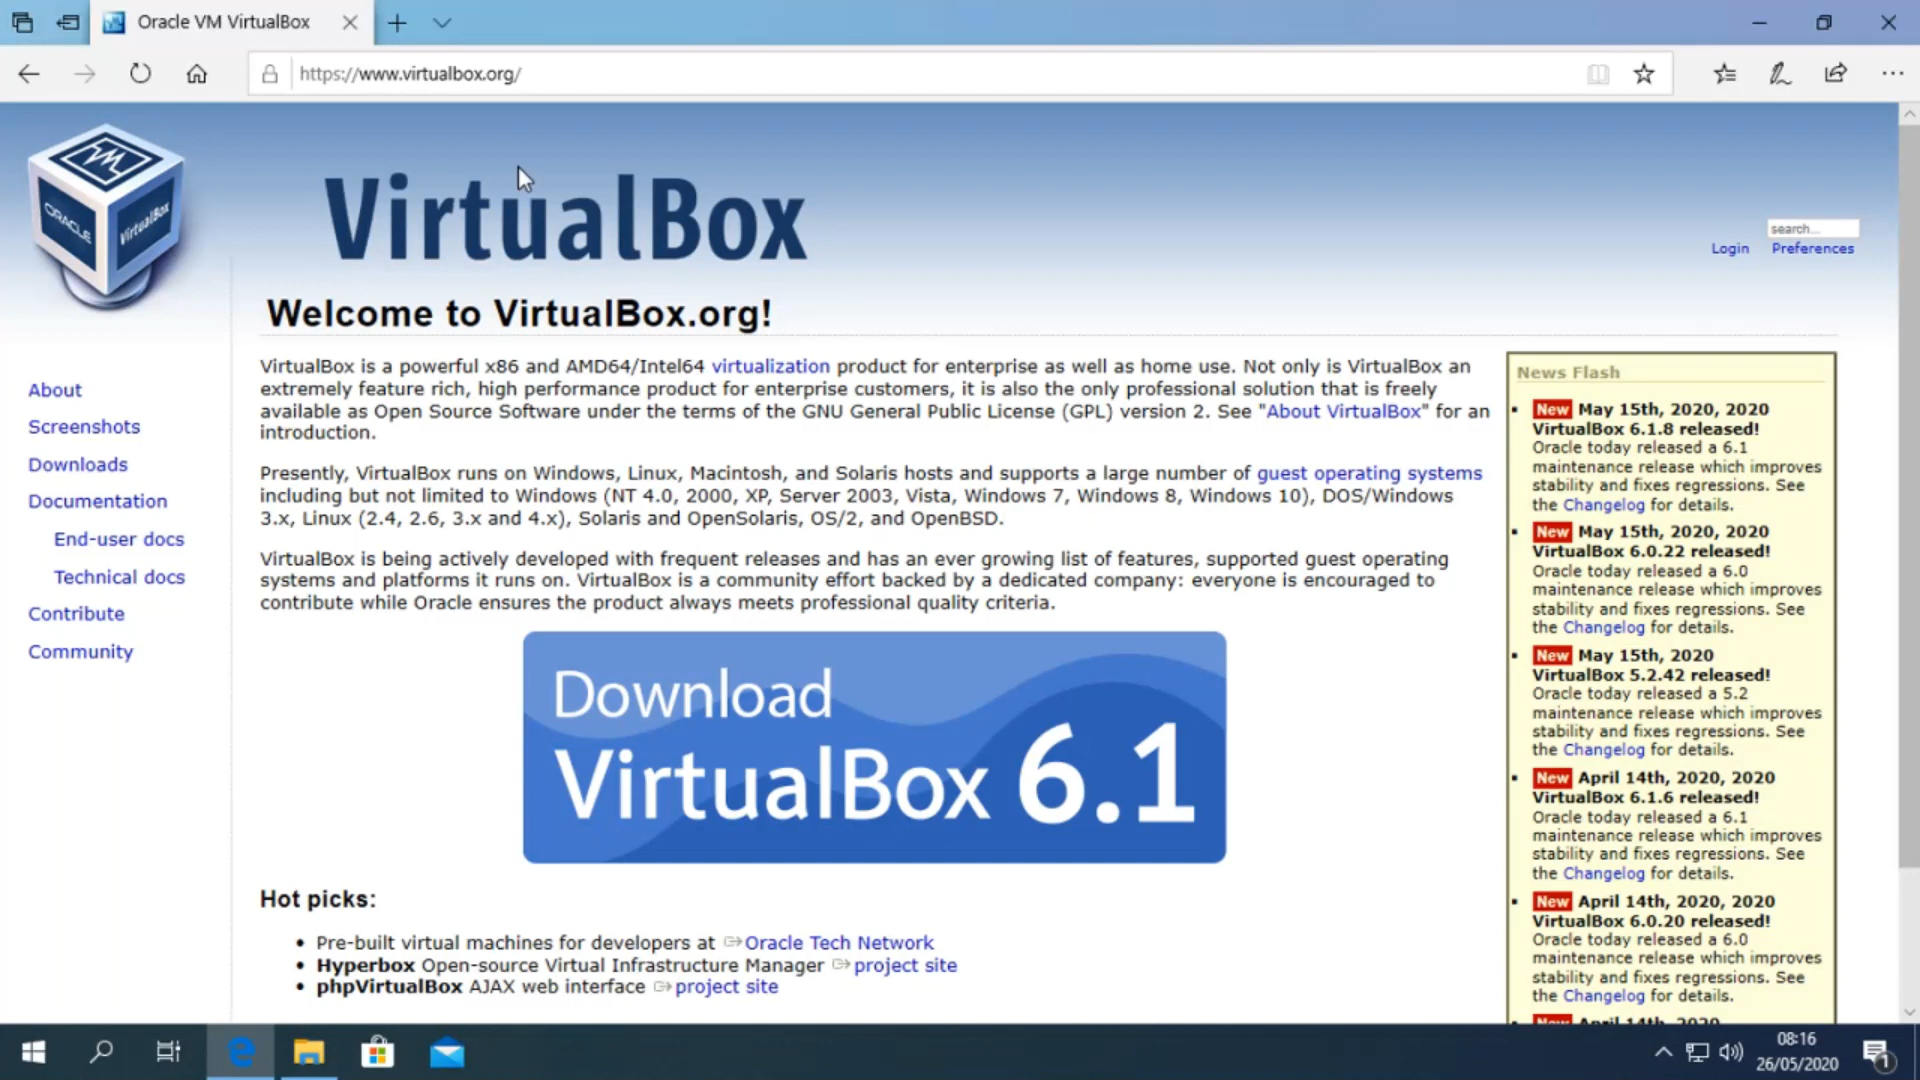 Oracle VM VirtualBox
https://www.virtualbox.org/
ORACLE
VirtualBox
VirtualBox
search...
Login Preferences
Welcome to VirtualBox.org!
About
Screenshots
Downloads
Documentation
End-user docs
Technical docs
Contribute
Community
VirtualBox is a powerful x86 and AMD64/Intel64 virtualization product for enterprise as well as home use. Not only is VirtualBox an
extremely feature rich, high performance product for enterprise customers, it is also the only professional solution that is freely
available as Open Source Software under the terms of the GNU General Public License (GPL) version 2. See "About VirtualBox" for an
introduction.
Presently, VirtualBox runs on Windows, Linux, Macintosh, and Solaris hosts and supports a large number of guest operating systems
including but not limited to Windows (NT 4.0, 2000, XP, Server 2003, Vista, Windows 7, Windows 8, Windows 10), DOS/Windows
3.x, Linux (2.4, 2.6, 3.x and 4.x), Solaris and OpenSolaris, OS/2, and OpenBSD.
VirtualBox is being actively developed with frequent releases and has an ever growing list of features, supported guest operating
systems and platforms it runs on. VirtualBox is a community effort backed by a dedicated company: everyone is encouraged to
contribute while Oracle ensures the product always meets professional quality criteria.
Download
VirtualBox 6.1
Hot picks:
• Pre-built virtual machines for developers at Oracle Tech Network
• Hyperbox Open-source Virtual Infrastructure Manager project site
• phpVirtualBox AJAX web interface project site
News Flash
New May 15th, 2020, 2020
VirtualBox 6.1.8 released!
Oracle today released a 6.1
maintenance release which improves
stability and fixes regressions. See
the Changelog for details.
New May 15th, 2020, 2020
VirtualBox 6.0.22 released!
Oracle today released a 6.0
maintenance release which improves
stability and fixes regressions. See
the Changelog for details.
New May 15th, 2020
VirtualBox 5.2.42 released!
Oracle today released a 5.2
maintenance release which improves
stability and fixes regressions. See
the Changelog for details.
New April 14th, 2020, 2020
VirtualBox 6.1.6 released!
Oracle today released a 6.1
maintenance release which improves
stability and fixes regressions. See
the Changelog for details.
New April 14th, 2020, 2020
VirtualBox 6.0.20 released!
Oracle today released a 6.0
maintenance release which improves
stability and fixes regressions. See
the Changelog for details.
New April 14th, 2020
08:16
26/05/2020
1